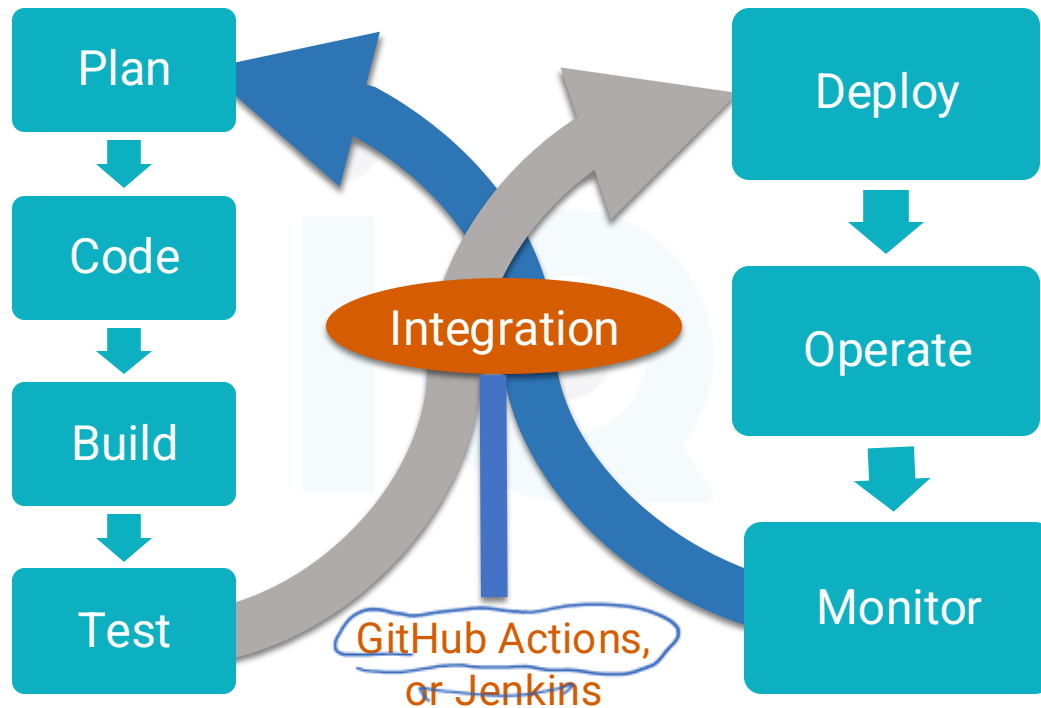 Plan
Code
Build
Test
Integration
GitHub Actions,
or Jenkins
Deploy
Operate
Monitor